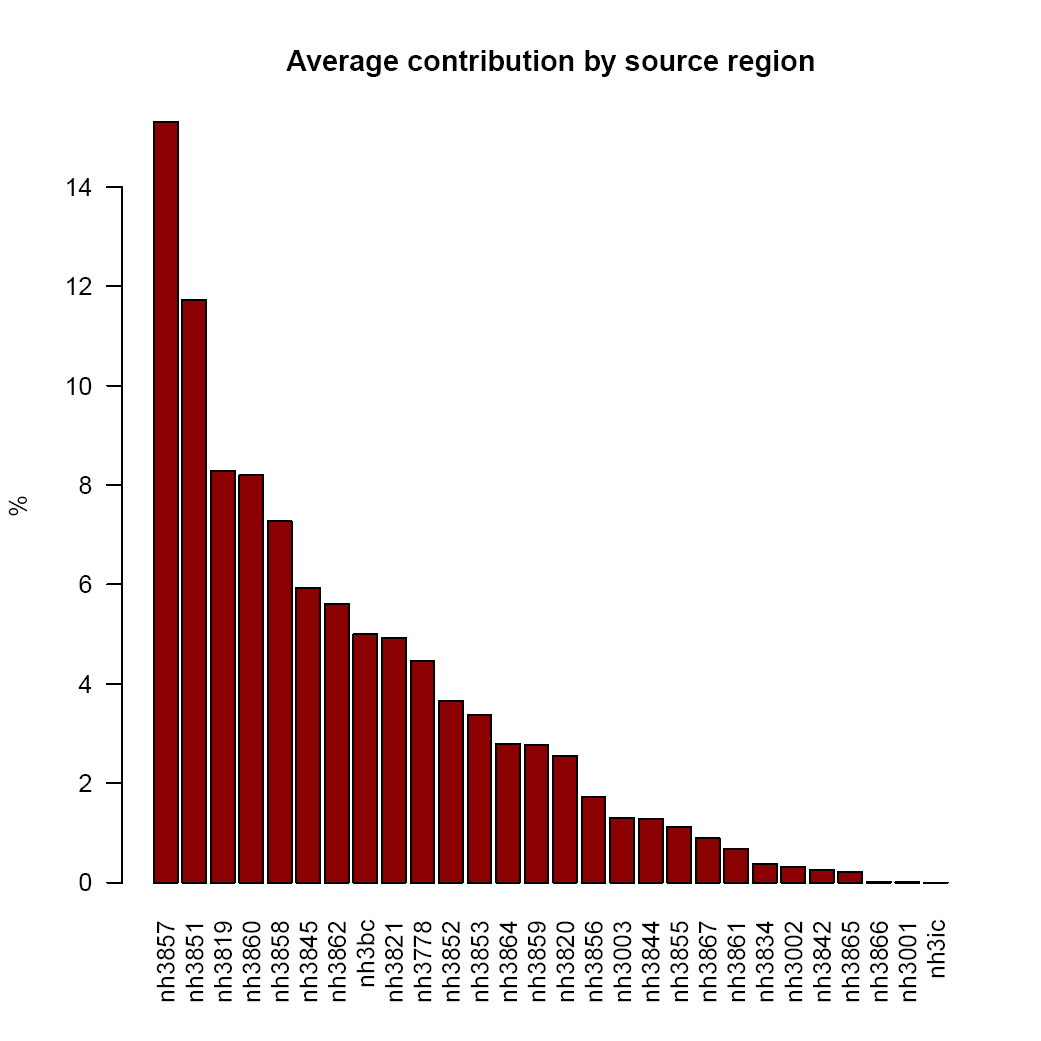 Average contribution by source region
%
14
12
10
8
6
4
2
0
nh3857
nh3851
nh3819
nh3860
nh3858
nh3845
nh3862
nh3bc
nh3821
nh3778
nh3852
nh3853
nh3864
nh3859
nh3820
nh3856
nh3003
nh3844
nh3855
nh3867
nh3861
nh3834
nh3002
nh3842
nh3865
nh3866
nh3001
nh3ic